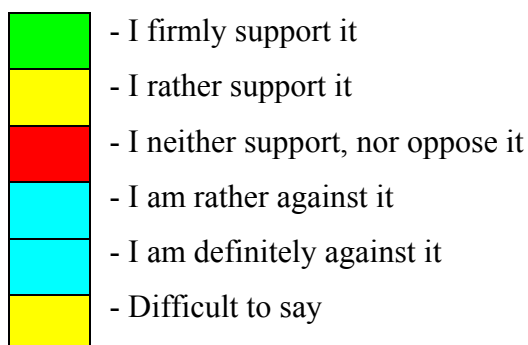 - I firmly support it
- I rather support it
- I neither support, nor oppose it
- I am rather against it
- I am definitely against it
- Difficult to say